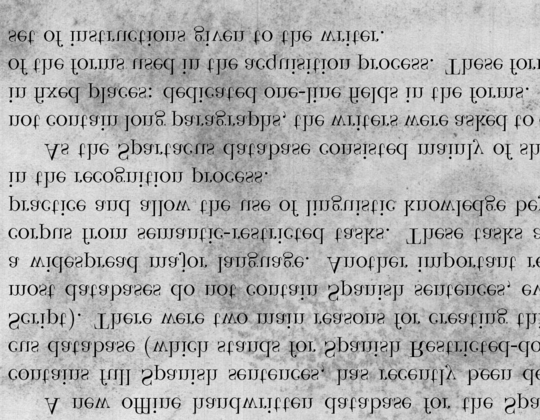 A new offline handwritten database for the Spa
contains full Spanish sentences, has recently been de
cus database (which stands for Spanish Restricted-do
Script). There were two main reasons for creating thi
most databases do not contain Spanish sentences, ev
a widespread major language. Another important re
corpus from semantic-restricted tasks. These tasks a
practice and allow the use of linguistic knowledge bey
in the recognition process.
As the Spartacus database consisted mainly of sh
not contain long paragraphs, the writers were asked to
in fixed places: dedicated one-line fields in the forms.
of the forms used in the acquisition process. These form
set of instructions given to the writer.